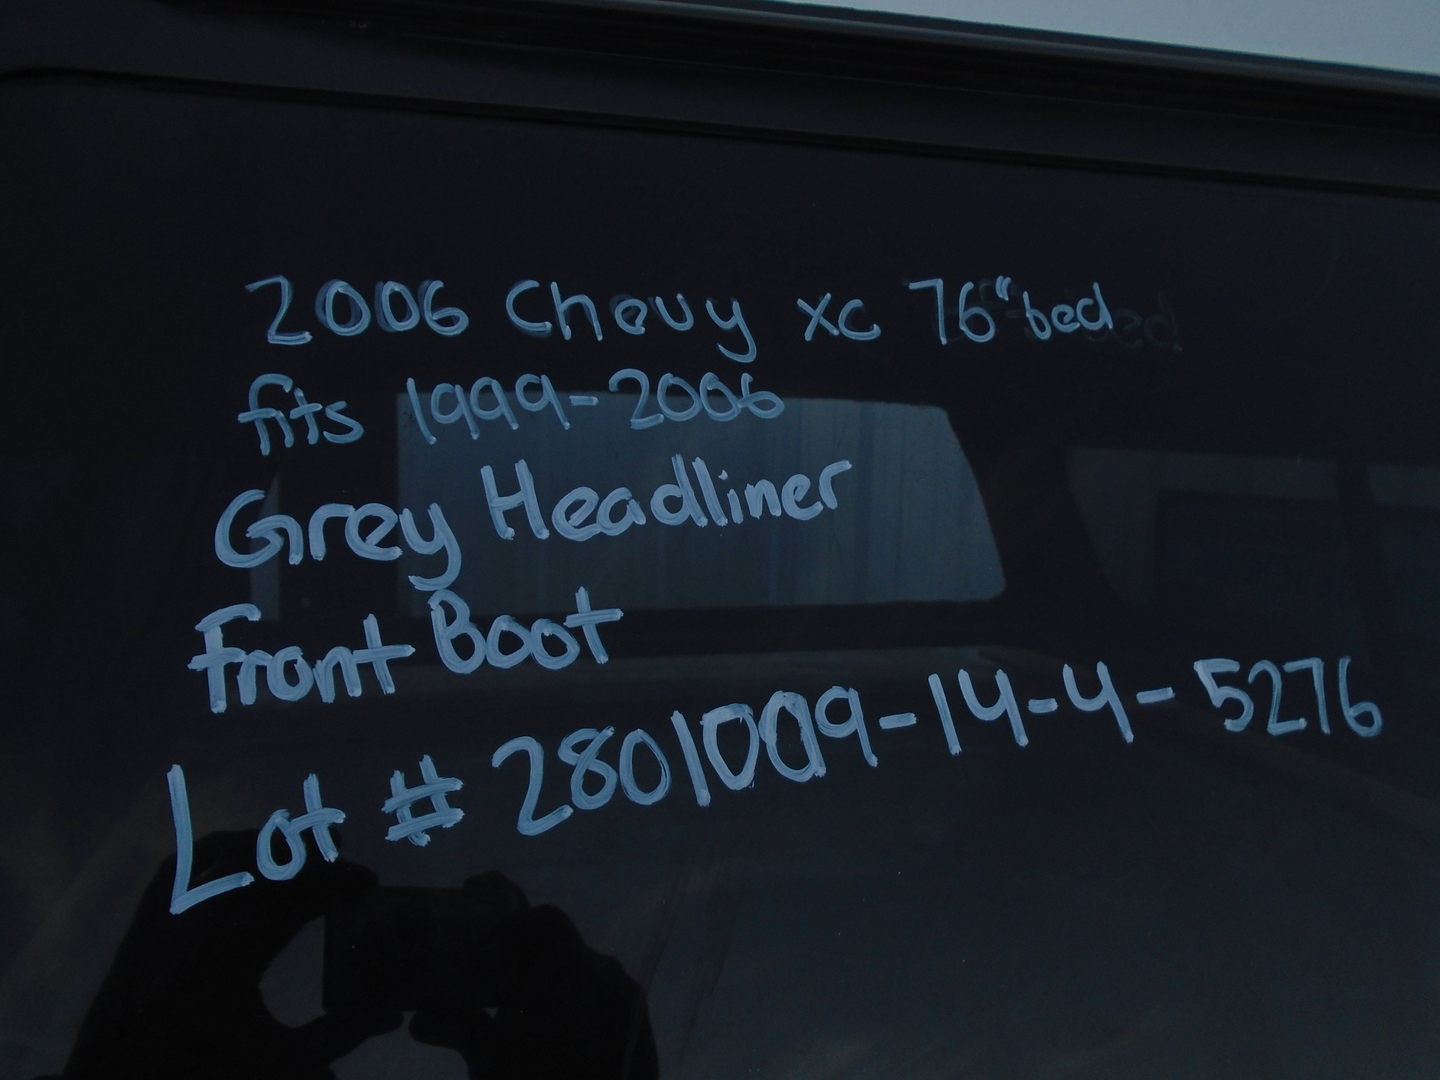 2006 Chevy xc 76" bed
fits 1999-2006
Grey Headliner
Front Boot
Lot # 2801009-14-4-5276